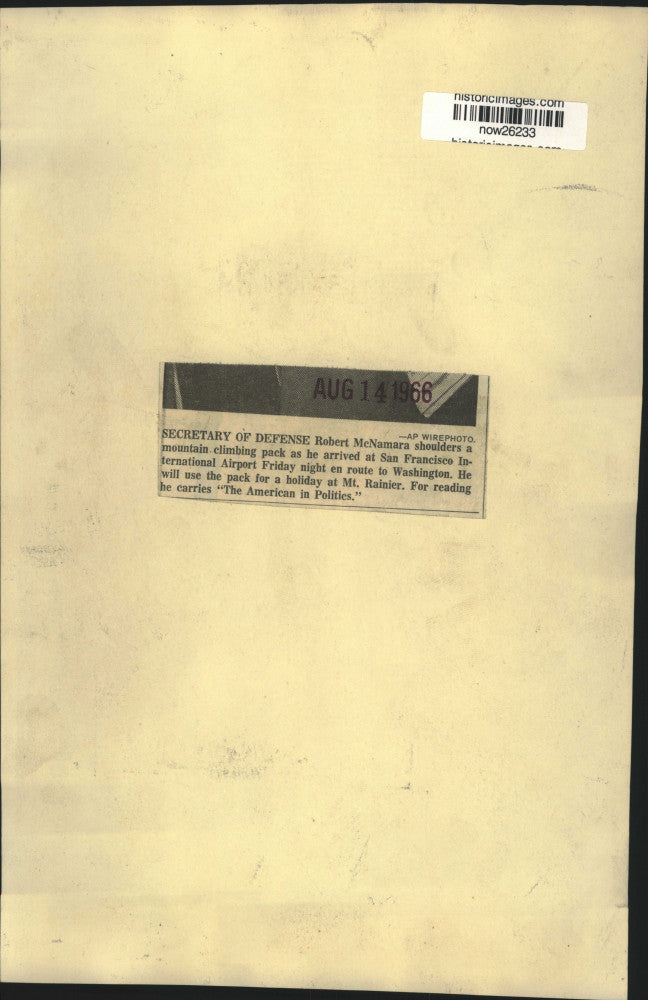 historicimages.com
now26233
historicimages.com
AUG 14 1966
—AP WIREPHOTO.
SECRETARY OF DEFENSE Robert McNamara shoulders a
mountain climbing pack as he arrived at San Francisco In-
ternational Airport Friday night en route to Washington. He
will use the pack for a holiday at Mt. Rainier. For reading
he carries "The American in Politics."